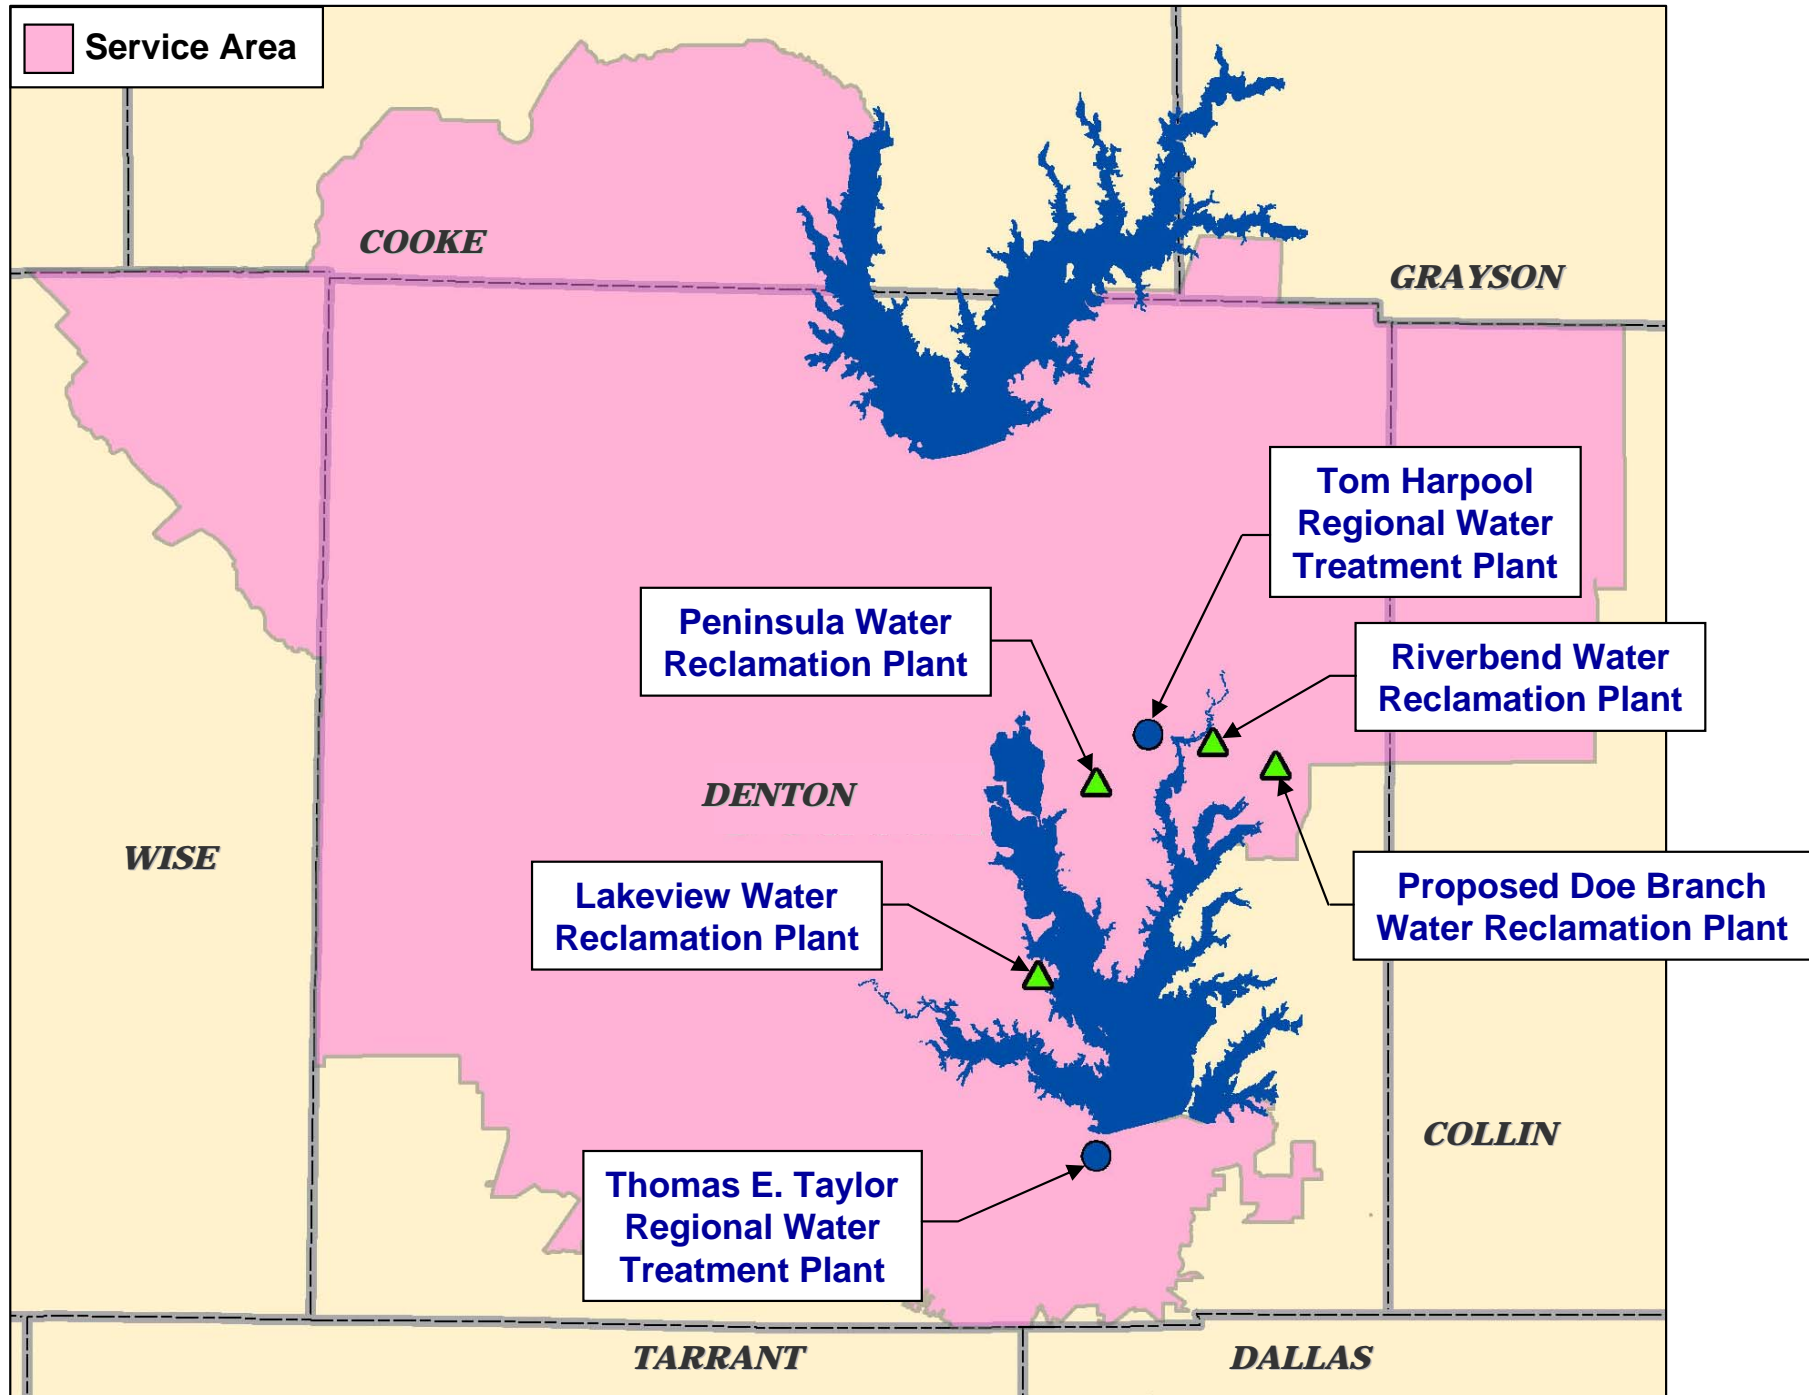 Service Area
COOKE
GRAYSON
Tom Harpool
Regional Water
Treatment Plant
Peninsula Water
Reclamation Plant
Riverbend Water
Reclamation Plant
DENTON
WISE
Lakeview Water
Reclamation Plant
Proposed Doe Branch
Water Reclamation Plant
COLLIN
Thomas E. Taylor
Regional Water
Treatment Plant
TARRANT
DALLAS